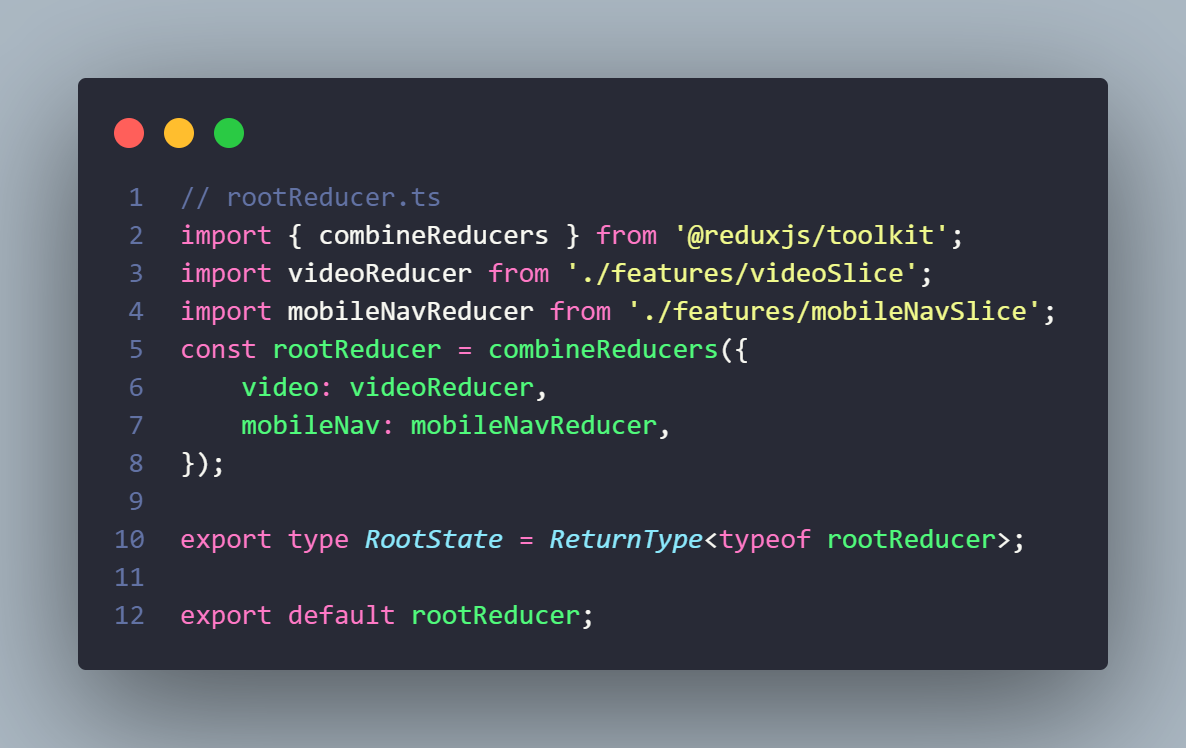 1 // rootReducer.ts
2 import { combineReducers } from '@reduxjs/toolkit';
3 import videoReducer from './features/videoSlice';
4 import mobileNavReducer from './features/mobileNavSlice';
5 const rootReducer = combineReducers({
6     video: videoReducer,
7     mobileNav: mobileNavReducer,
8 });
9
10 export type RootState = ReturnType<typeof rootReducer>;
11
12 export default rootReducer;